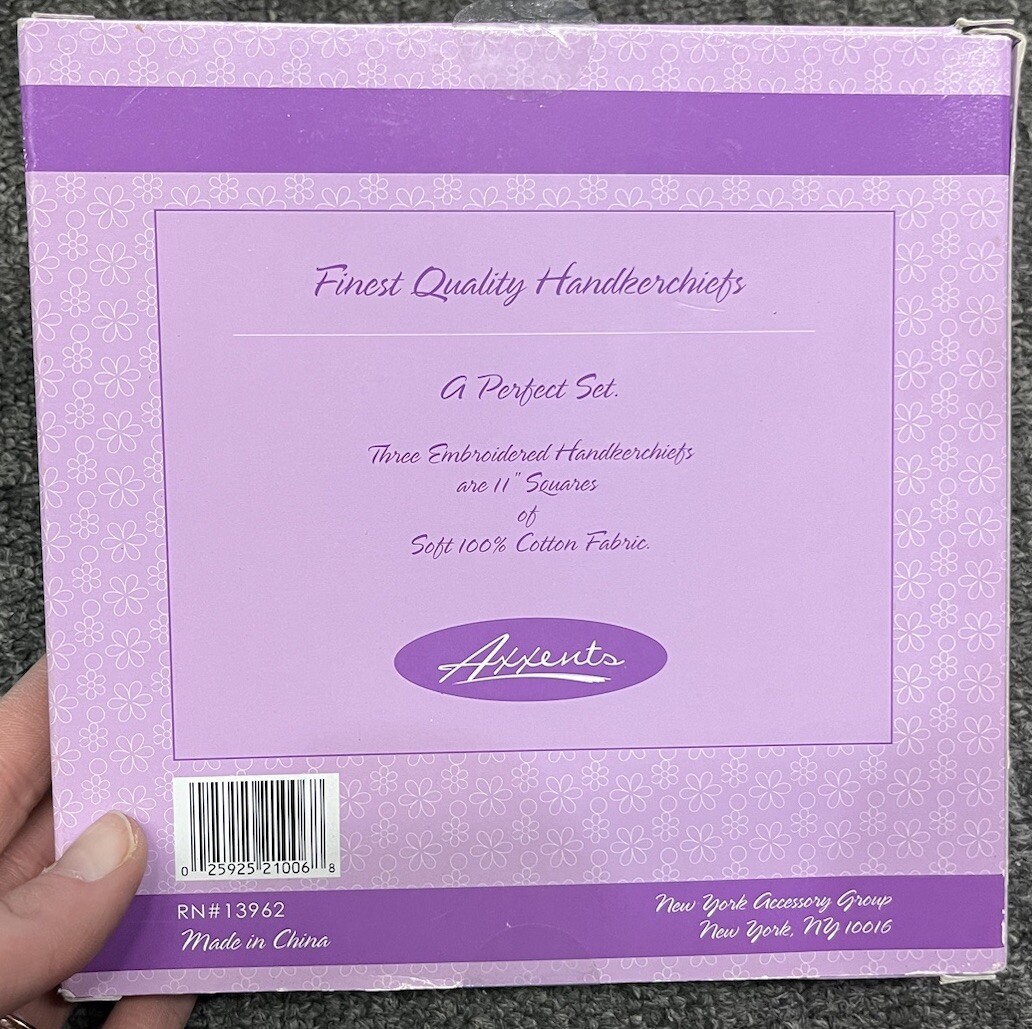 Finest Quality Handkerchiefs
A Perfect Set.
Three Embroidered Handkerchiefs
are 11" Squares
of
Soft 100% Cotton Fabric.
Axxents
0 25925 21006 8
RN#13962
Made in China
New York Accessory Group
New York, NY 10016